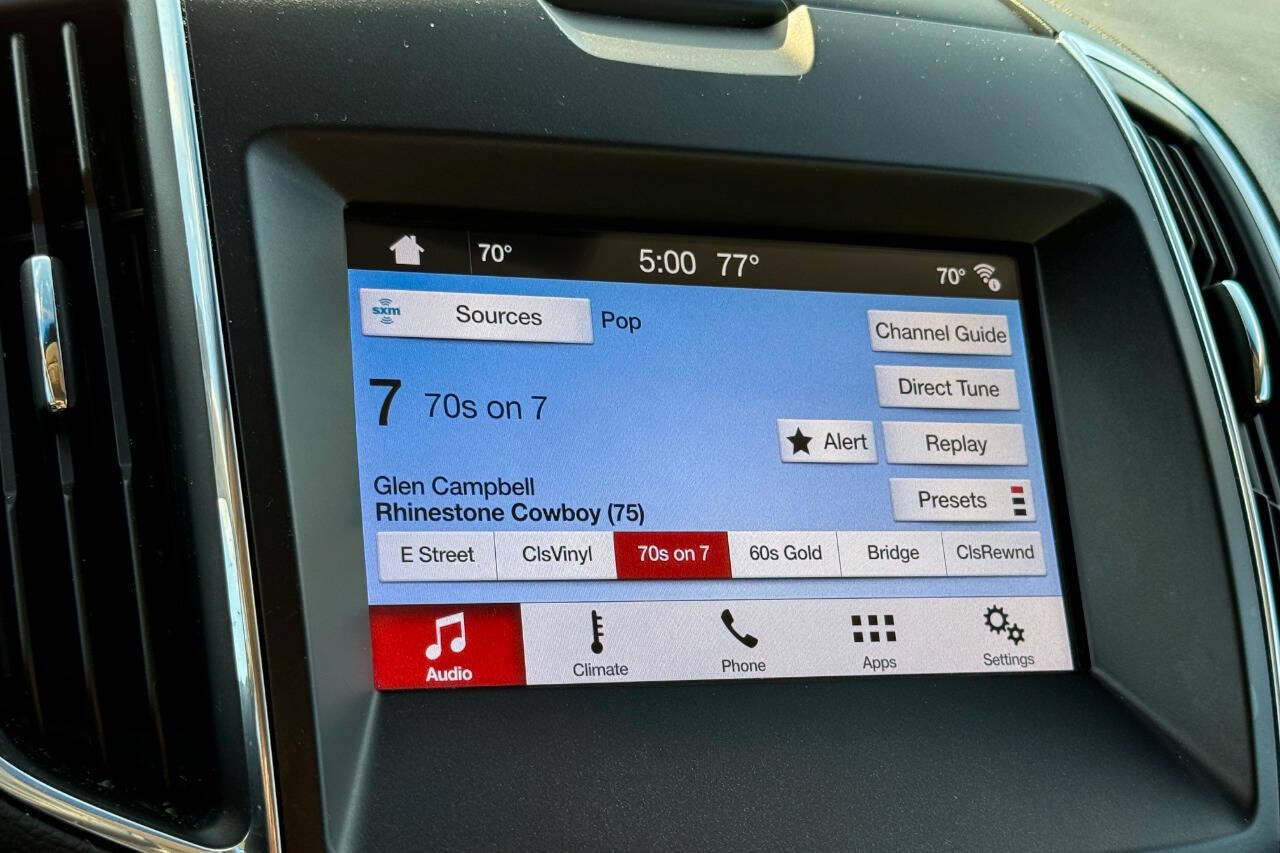 70° 5:00 77° 70°
sxm Sources Pop Channel Guide
7 70s on 7 Direct Tune
Alert Replay
Glen Campbell Presets
Rhinestone Cowboy (75)
E Street ClsVinyl 70s on 7 60s Gold Bridge ClsRewnd
Audio Climate Phone Apps Settings